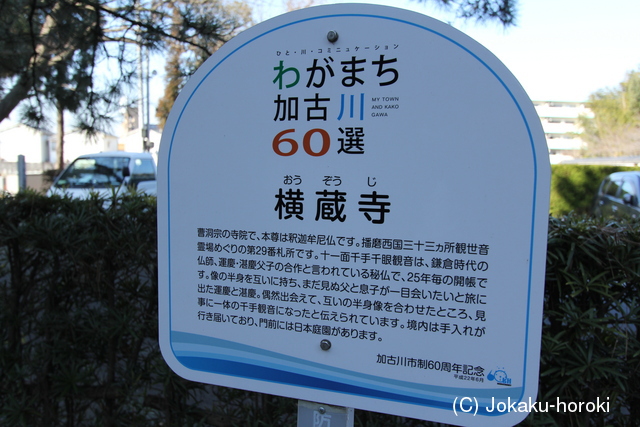 ひと・川・コミニュケーション
わがまち
加古川
MY TOWN
AND KAKO
GAWA
60選
おう ぞう じ
横蔵寺
曹洞宗の寺院で、本尊は釈迦牟尼仏です。播磨西国三十三カ所観世音
霊場めぐりの第29番札所です。十一面千手千眼観音は、鎌倉時代の
仏師、運慶・湛慶父子の合作と言われている秘仏で、25年毎の開帳で
す。像の半身を互いに持ち、まだ見ぬ父と息子が一目会いたいと旅に
出た運慶と湛慶。偶然出会えて、互いの半身像を合わせたところ、見
事に一体の千手観音になったと伝えられています。境内は手入れが
行き届いており、門前には日本庭園があります。
加古川市制60周年記念
平成22年6月
防
(C) Jokaku-horoki